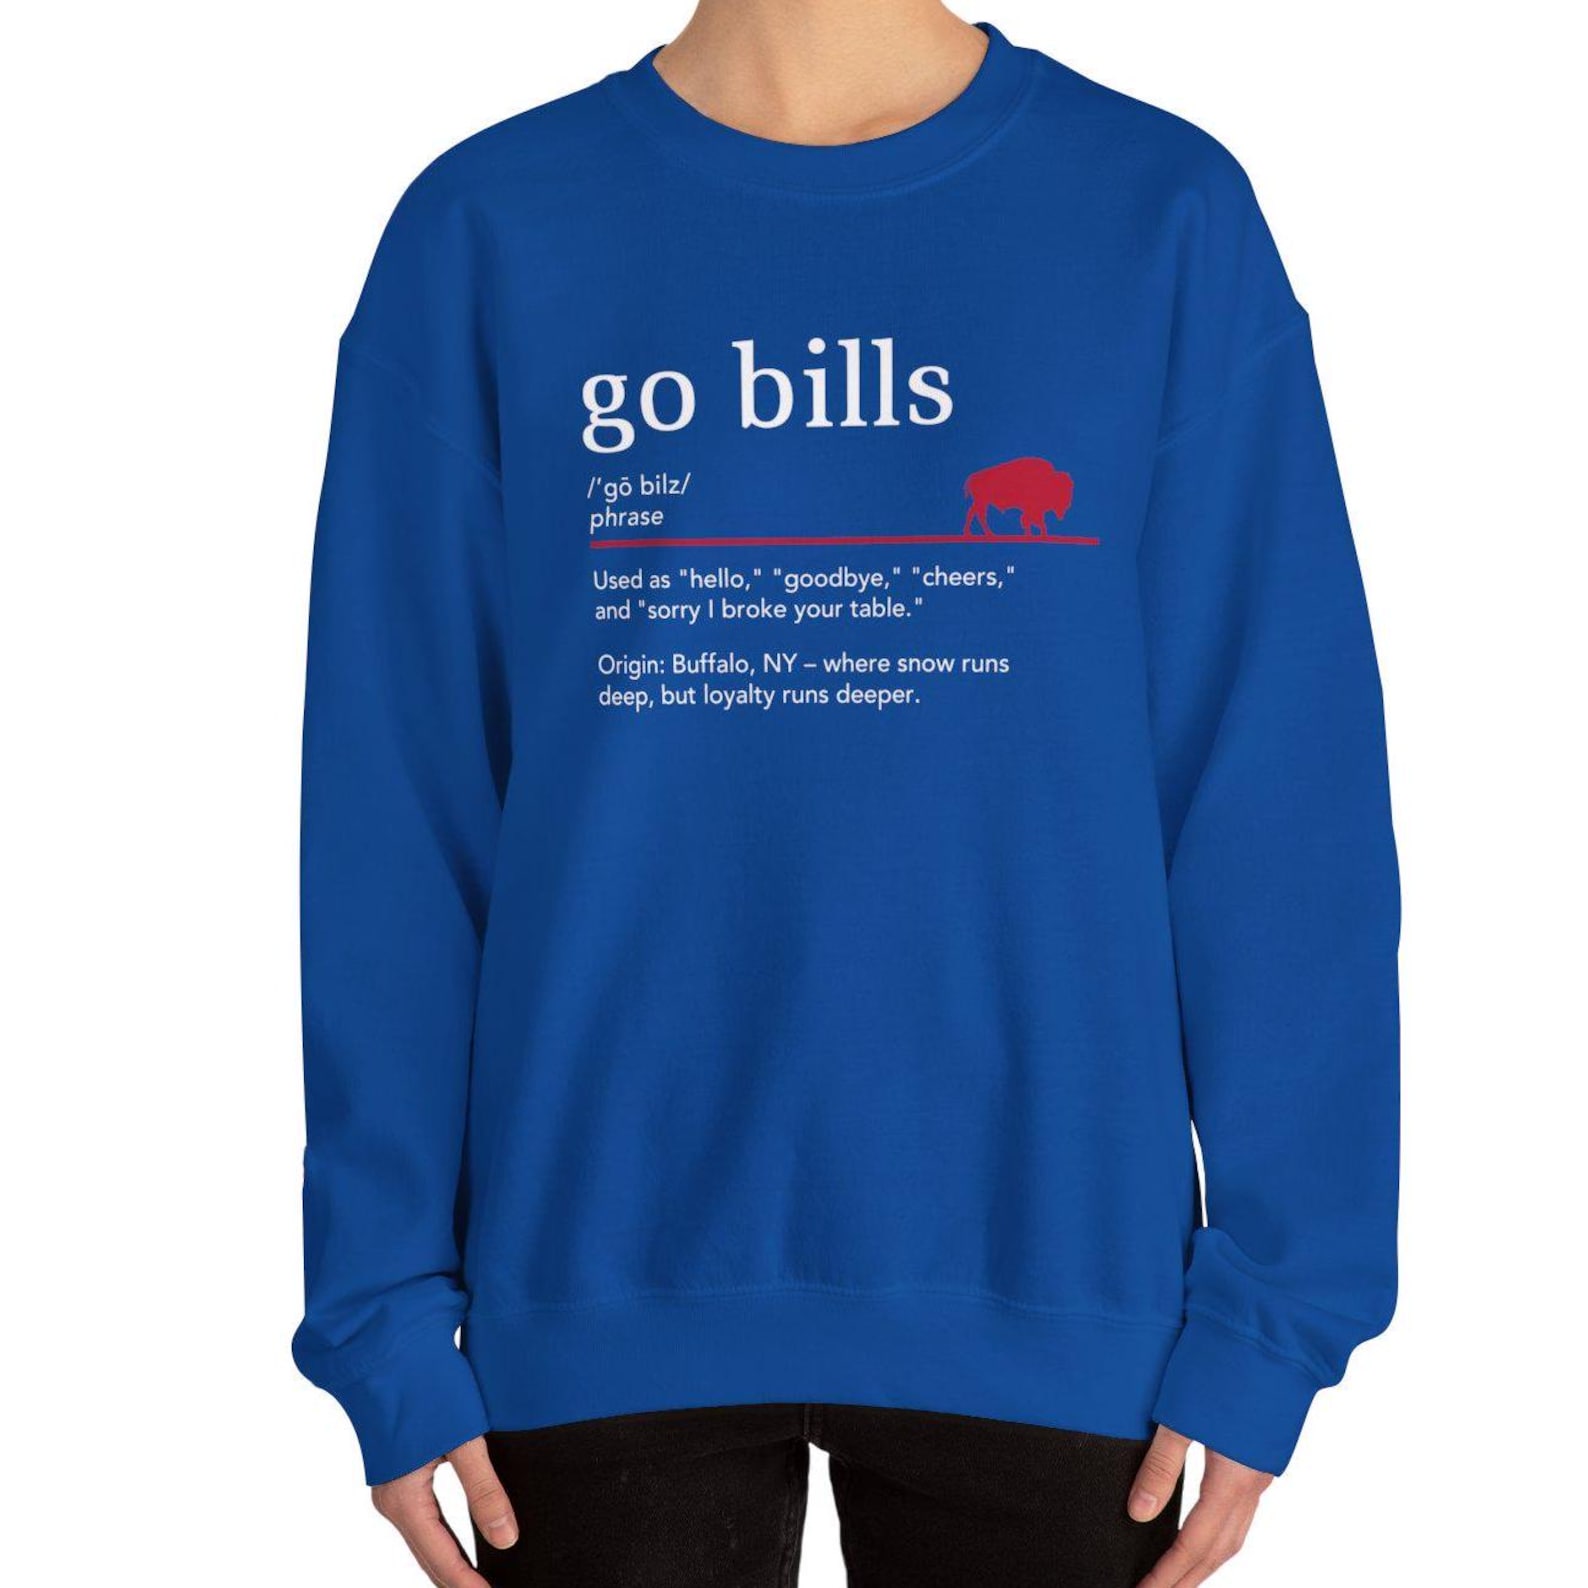 go bills
/'gō bilz/
phrase
Used as "hello," "goodbye," "cheers,"
and "sorry I broke your table."
Origin: Buffalo, NY – where snow runs
deep, but loyalty runs deeper.